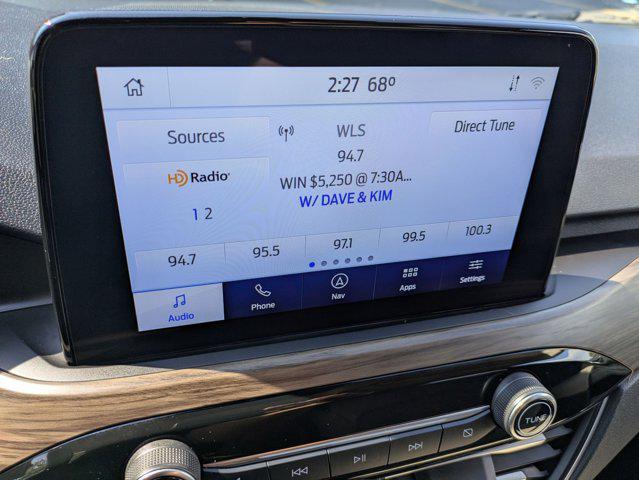 2:27 68º
Sources
WLS
Direct Tune
94.7
HD Radio
WIN $5,250 @ 7:30A...
W/ DAVE & KIM
1 2
94.7 95.5 97.1 99.5 100.3
Audio Phone Nav Apps Settings
TUNE